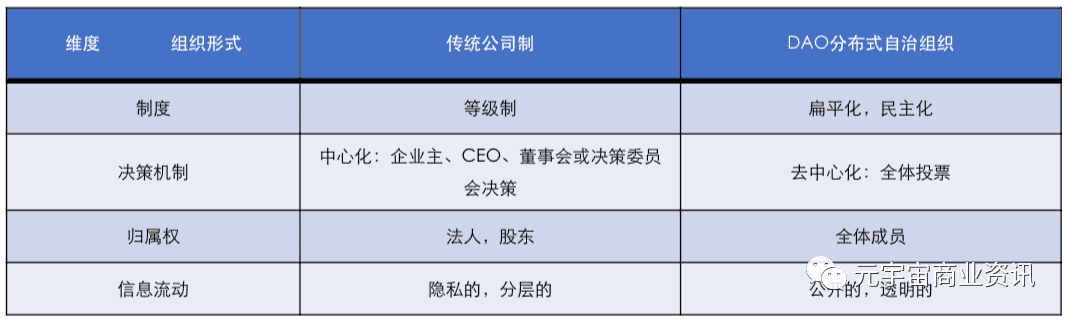 维度 组织形式 传统公司制 DAO分布式自治组织
制度 等级制 扁平化，民主化
决策机制 中心化：企业主、CEO、董事会或决策委员会决策 去中心化：全体投票
归属权 法人，股东 全体成员
信息流动 隐私的，分层的 公开的，透明的
元宇宙商业资讯